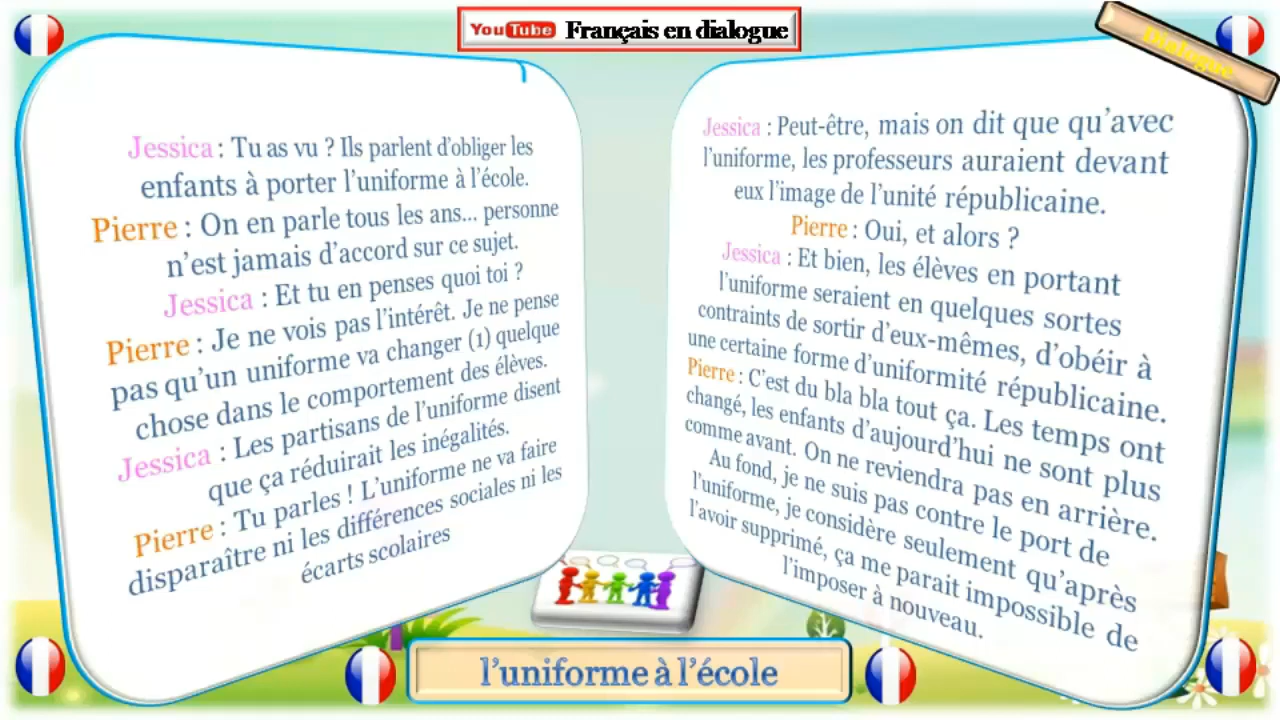 YouTube Français en dialogue
Dialogue
Jessica : Tu as vu ? Ils parlent d'obliger les
enfants à porter l'uniforme à l'école.
Pierre : On en parle tous les ans... personne
n'est jamais d'accord sur ce sujet.
Jessica : Et tu en penses quoi toi ?
Pierre : Je ne vois pas l'intérêt. Je ne pense
pas qu'un uniforme va changer (1) quelque
chose dans le comportement des élèves.
Jessica : Les partisans de l'uniforme disent
que ça réduirait les inégalités.
Pierre : Tu parles ! L'uniforme ne va faire
disparaître ni les différences sociales ni les
écarts scolaires
Jessica : Peut-être, mais on dit que qu'avec
l'uniforme, les professeurs auraient devant
eux l'image de l'unité républicaine.
Pierre : Oui, et alors ?
Jessica : Et bien, les élèves en portant
l'uniforme seraient en quelques sortes
contraints de sortir d'eux-mêmes, d'obéir à
une certaine forme d'uniformité républicaine.
Pierre : C'est du bla bla tout ça. Les temps ont
changé, les enfants d'aujourd'hui ne sont plus
comme avant. On ne reviendra pas en arrière.
Au fond, je ne suis pas contre le port de
l'uniforme, je considère seulement qu'après
l'avoir supprimé, ça me parait impossible de
l'imposer à nouveau.
l'uniforme à l'école